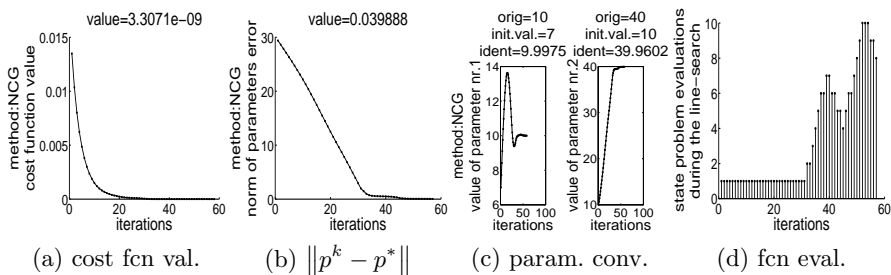 value=3.3071e−09
method:NCG
cost function value
0.015
0.01
0.005
0
0 20 40 60
iterations
(a) cost fcn val.
value=0.039888
method:NCG
norm of parameters error
30
20
10
0
0 20 40 60
iterations
(b) ‖p^k − p^*‖
orig=10
init.val.=7
ident=9.9975
method:NCG
value of parameter nr.1
14
12
10
8
6
0 50 100
iterations
orig=40
init.val.=10
ident=39.9602
value of parameter nr.2
40
30
20
10
0 50 100
iterations
(c) param. conv.
state problem evaluations
during the line−search
10
8
6
4
2
0
0 20 40 60
iterations
(d) fcn eval.